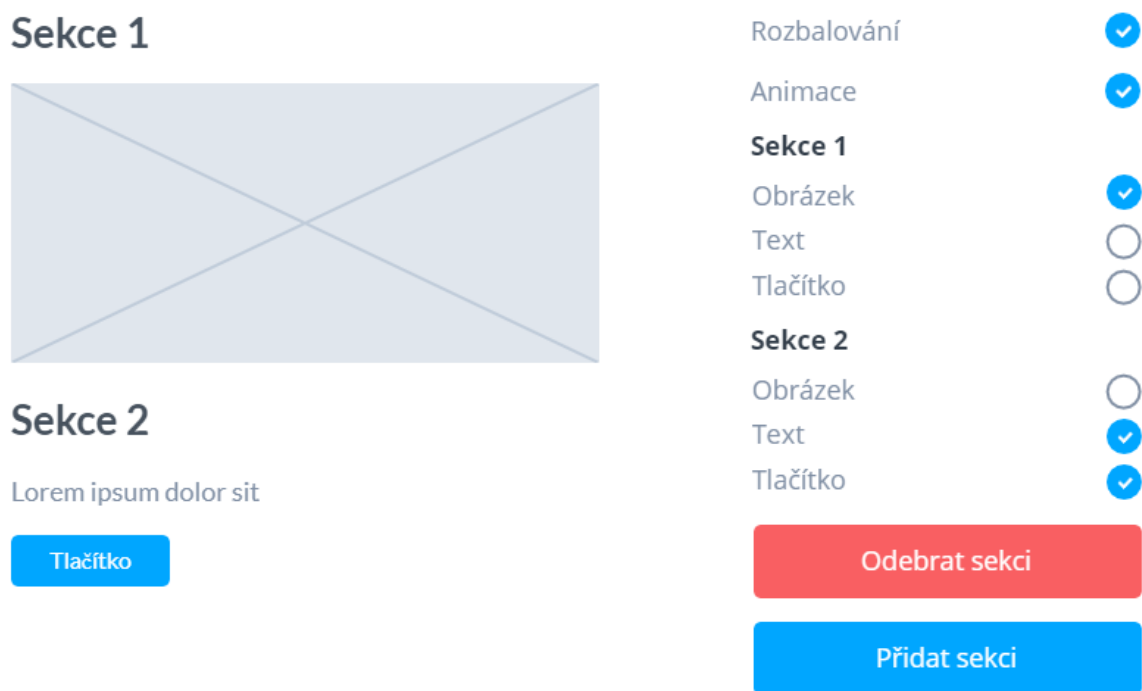 Sekce 1
Sekce 2
Lorem ipsum dolor sit
Tlačítko
Rozbalování
Animace
Sekce 1
Obrázek
Text
Tlačítko
Sekce 2
Obrázek
Text
Tlačítko
Odebrat sekci
Přidat sekci